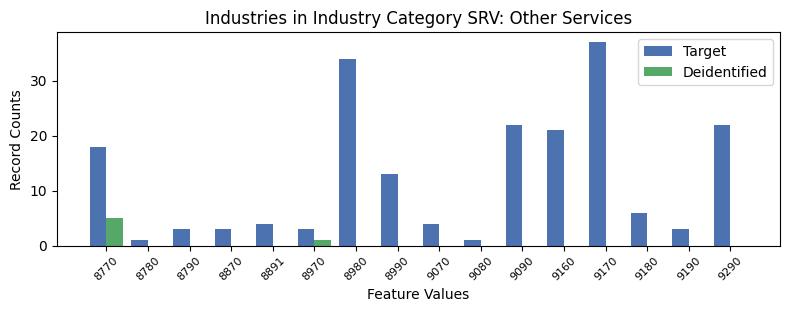 Industries in Industry Category SRV: Other Services
Target
Deidentified
Record Counts
30
20
10
0
8770 8780 8790 8870 8891 8970 8980 8990 9070 9080 9090 9160 9170 9180 9190 9290
Feature Values